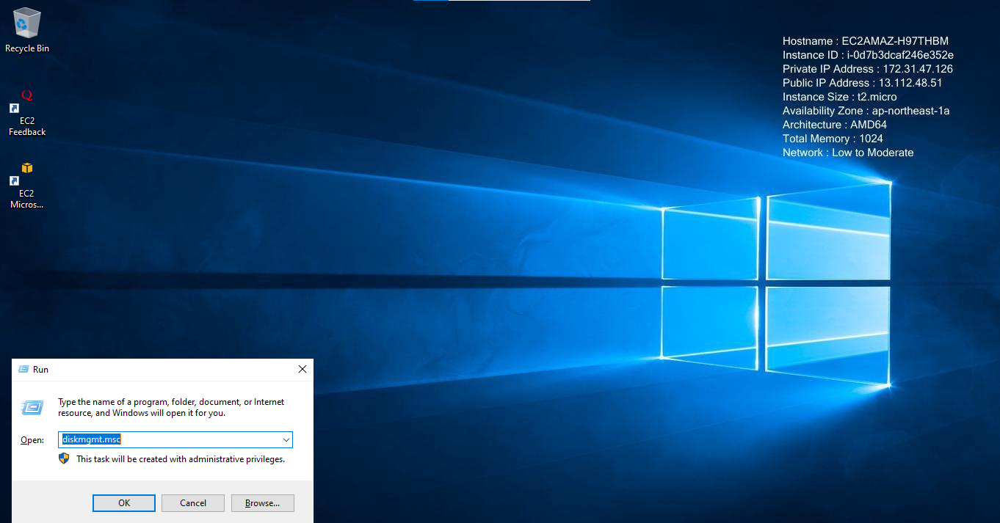 Recycle Bin
EC2
Feedback
EC2
Micros...
Hostname : EC2AMAZ-H97THBM
Instance ID : i-0d7b3dcaf246e352e
Private IP Address : 172.31.47.126
Public IP Address : 13.112.48.51
Instance Size : t2.micro
Availability Zone : ap-northeast-1a
Architecture : AMD64
Total Memory : 1024
Network : Low to Moderate
Run
Type the name of a program, folder, document, or Internet
resource, and Windows will open it for you.
Open: diskmgmt.msc
This task will be created with administrative privileges.
OK Cancel Browse...